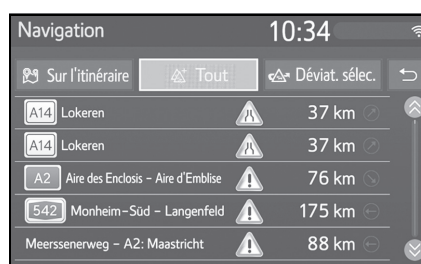 Navigation 10:34
Sur l'itinéraire Tout Déviat. sélec.
A14 Lokeren 37 km
A14 Lokeren 37 km
A2 Aire des Enclosis - Aire d'Emblise 76 km
542 Monheim-Süd - Langenfeld 175 km
Meerssenerweg - A2: Maastricht 88 km